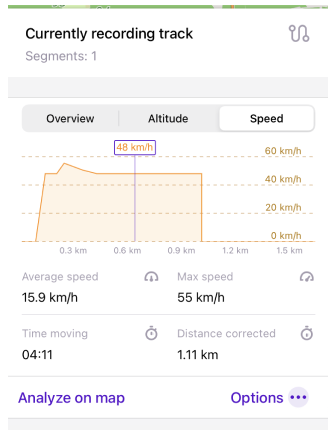 Currently recording track
Segments: 1
Overview
Altitude
Speed
48 km/h
60 km/h
40 km/h
20 km/h
0 km/h
0.3 km 0.6 km 0.9 km 1.2 km 1.5 km
Average speed
15.9 km/h
Max speed
55 km/h
Time moving
04:11
Distance corrected
1.11 km
Analyze on map
Options